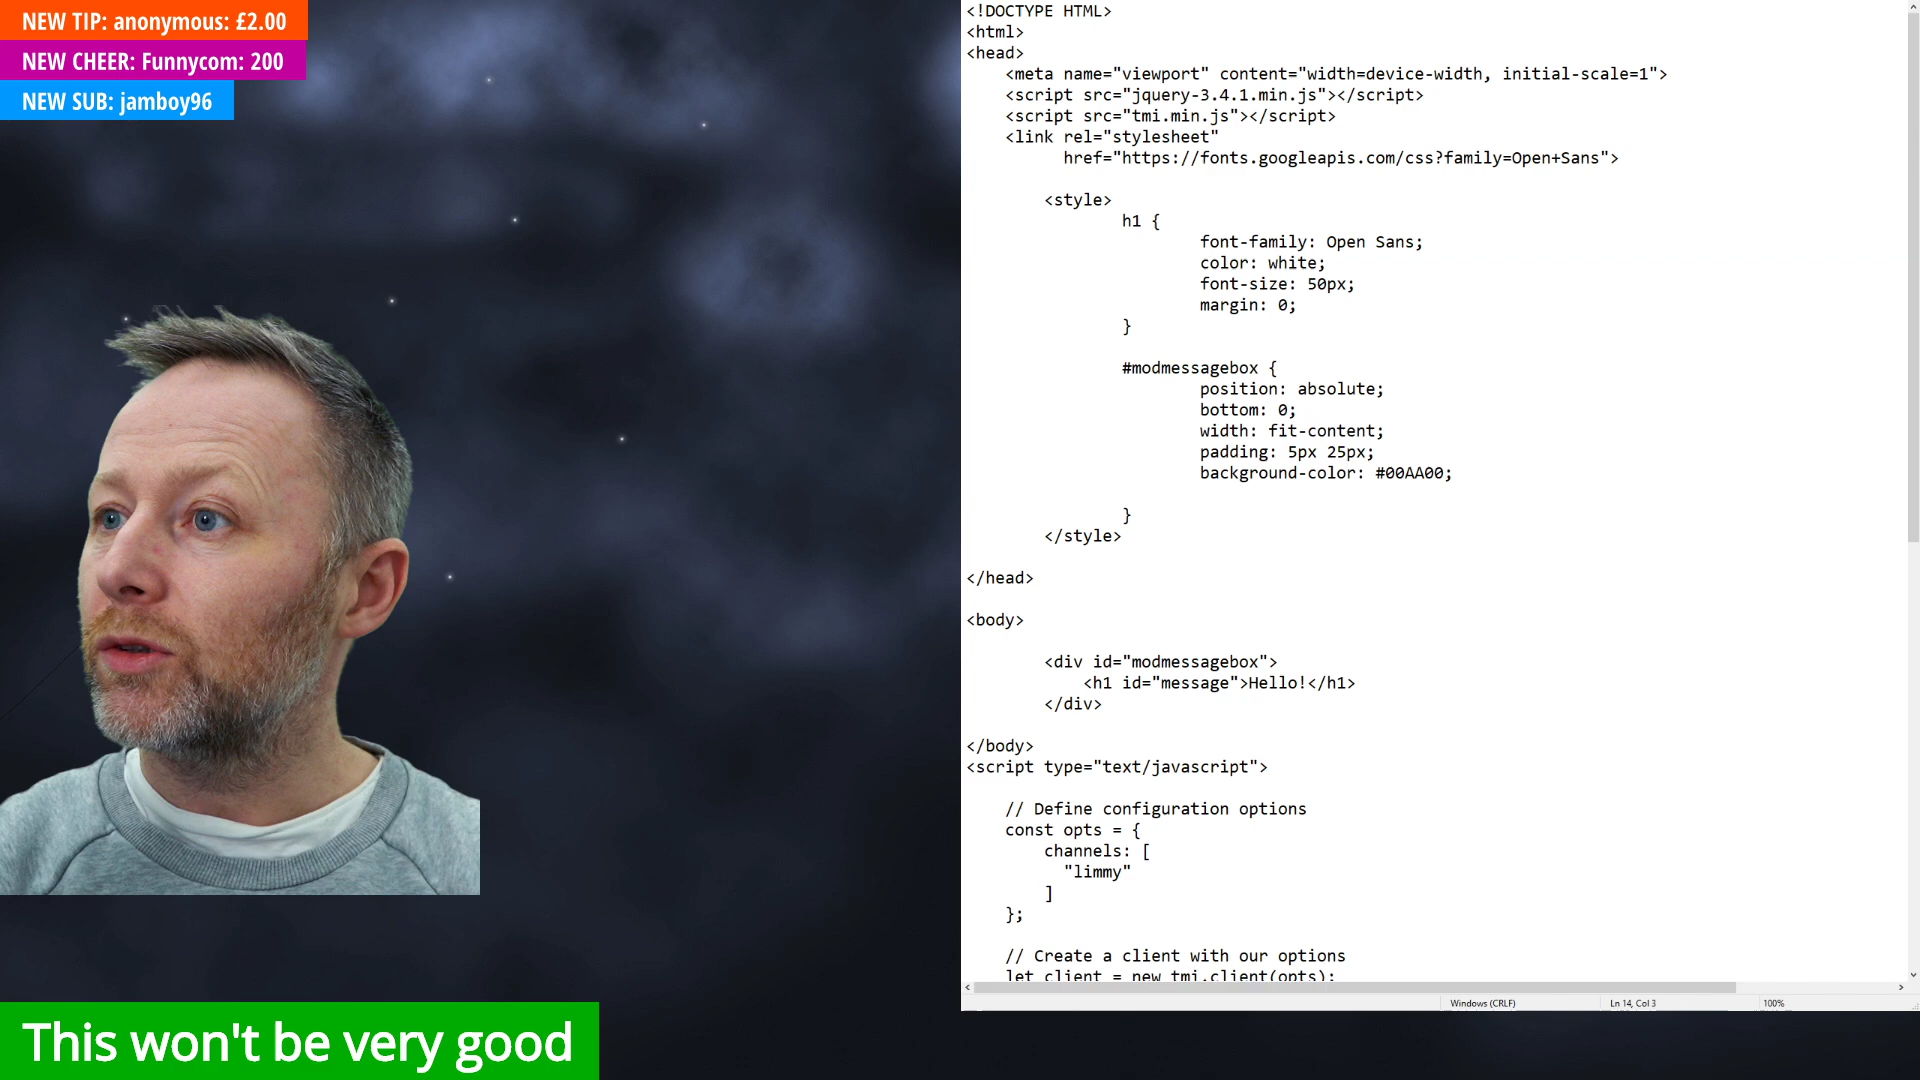 NEW TIP: anonymous: £2.00
NEW CHEER: Funnycom: 200
NEW SUB: jamboy96
<!DOCTYPE HTML>
<html>
<head>
<meta name="viewport" content="width=device-width, initial-scale=1">
<script src="jquery-3.4.1.min.js"></script>
<script src="tmi.min.js"></script>
<link rel="stylesheet"
href="https://fonts.googleapis.com/css?family=Open+Sans">
<style>
h1 {
font-family: Open Sans;
color: white;
font-size: 50px;
margin: 0;
}
#modmessagebox {
position: absolute;
bottom: 0;
width: fit-content;
padding: 5px 25px;
background-color: #00AA00;
}
</style>
</head>
<body>
<div id="modmessagebox">
<h1 id="message">Hello!</h1>
</div>
</body>
<script type="text/javascript">
// Define configuration options
const opts = {
channels: [
"limmy"
]
};
// Create a client with our options
let client = new tmi.client(opts);
Windows (CRLF)
Ln 14, Col 3
100%
This won't be very good